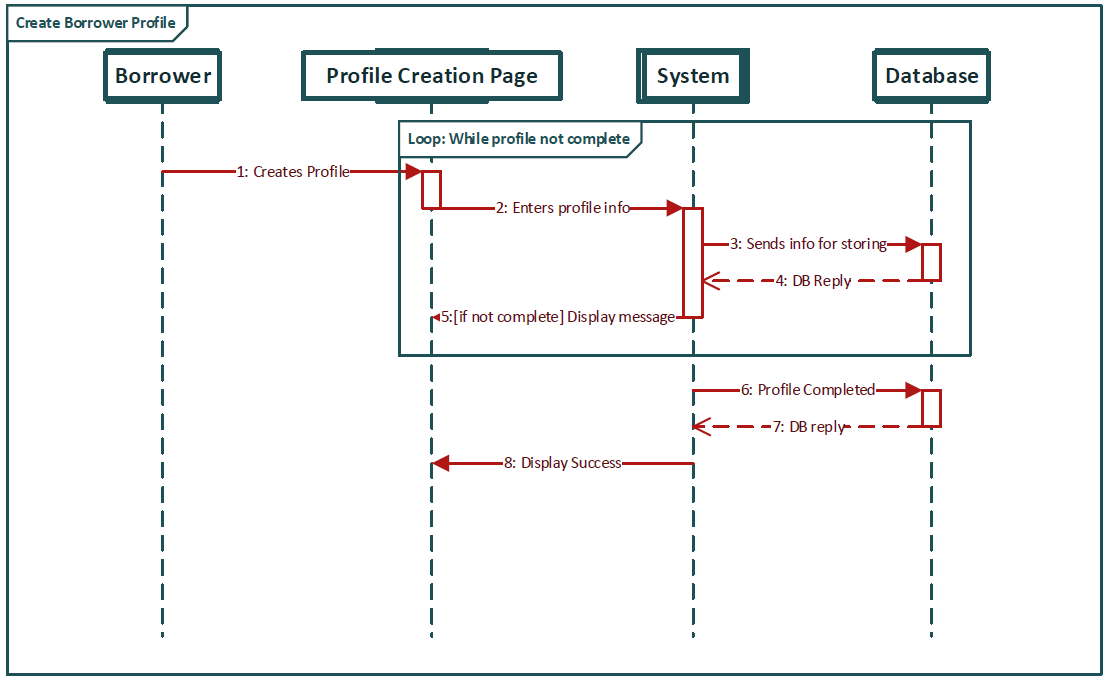 Create Borrower Profile
Borrower
Profile Creation Page
System
Database
Loop: While profile not complete
1: Creates Profile
2: Enters profile info
3: Sends info for storing
4: DB Reply
5:[if not complete] Display message
6: Profile Completed
7: DB reply
8: Display Success